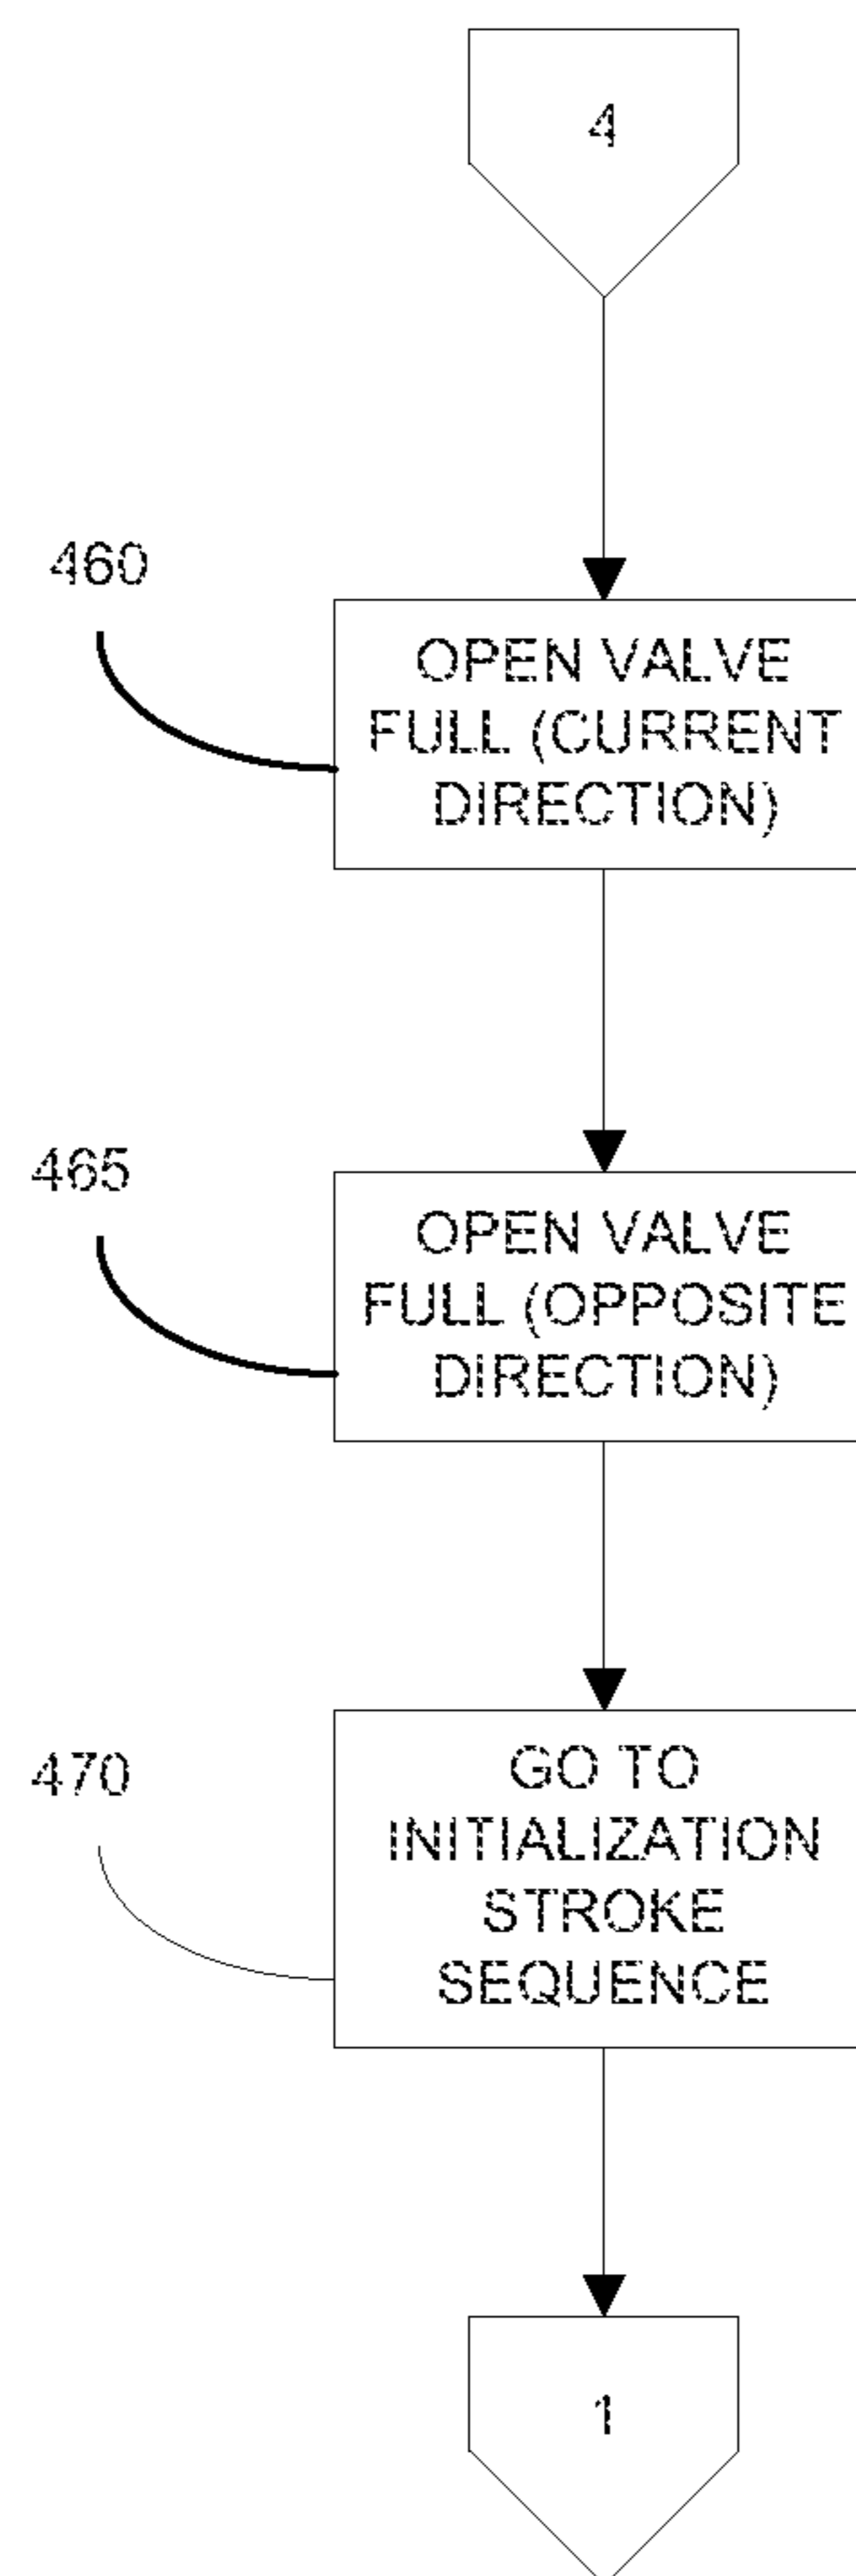 4
460
OPEN VALVE
FULL (CURRENT
DIRECTION)
465
OPEN VALVE
FULL (OPPOSITE
DIRECTION)
470
GO TO
INITIALIZATION
STROKE
SEQUENCE
1